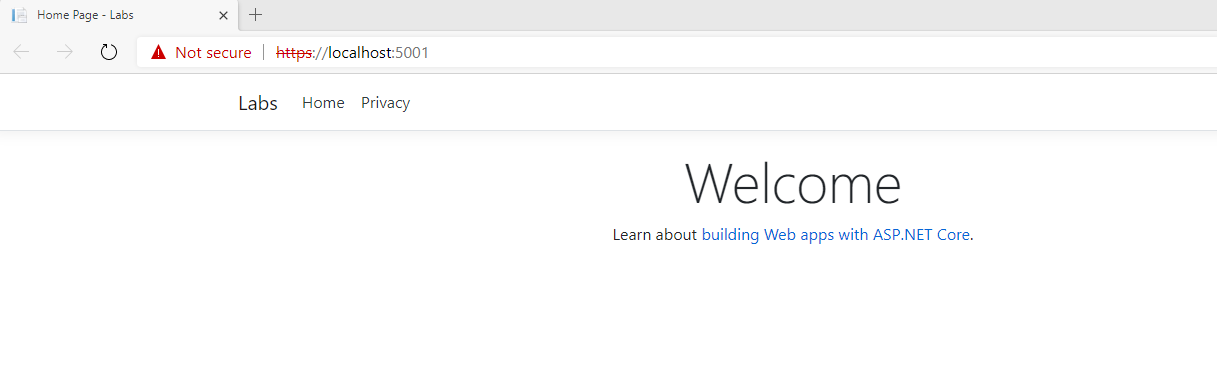 Home Page - Labs
Not secure | https://localhost:5001
Labs Home Privacy
Welcome
Learn about building Web apps with ASP.NET Core.